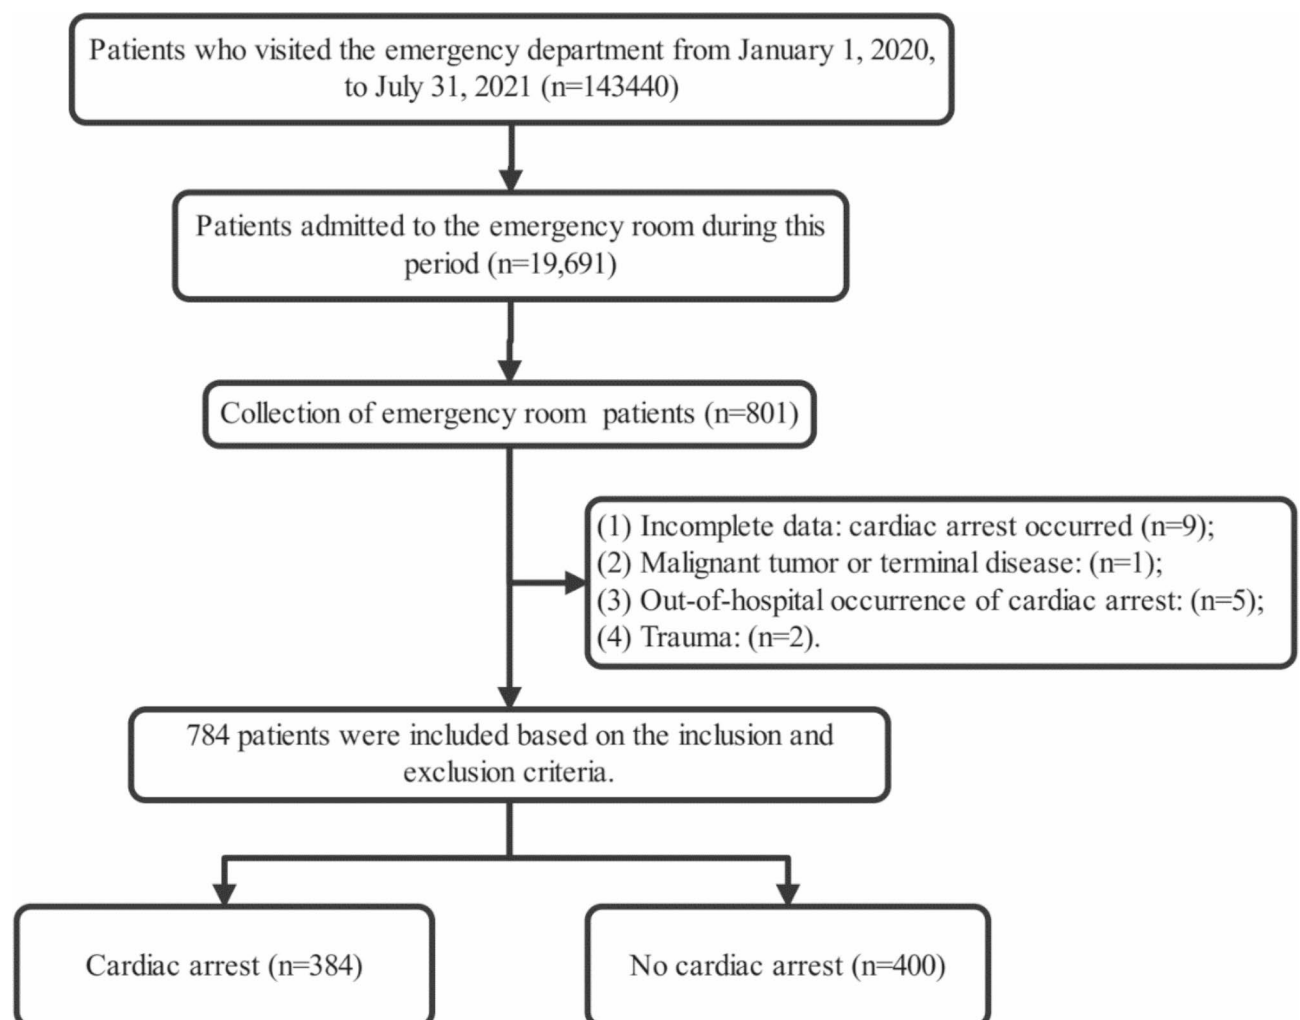 Patients who visited the emergency department from January 1, 2020,
to July 31, 2021 (n=143440)
Patients admitted to the emergency room during this
period (n=19,691)
Collection of emergency room patients (n=801)
(1) Incomplete data: cardiac arrest occurred (n=9);
(2) Malignant tumor or terminal disease: (n=1);
(3) Out-of-hospital occurrence of cardiac arrest: (n=5);
(4) Trauma: (n=2).
784 patients were included based on the inclusion and
exclusion criteria.
Cardiac arrest (n=384)
No cardiac arrest (n=400)